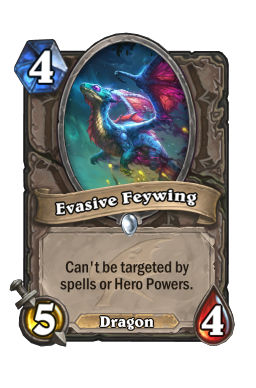 4
Evasive Feywing
Can't be targeted by
spells or Hero Powers.
5
Dragon
4